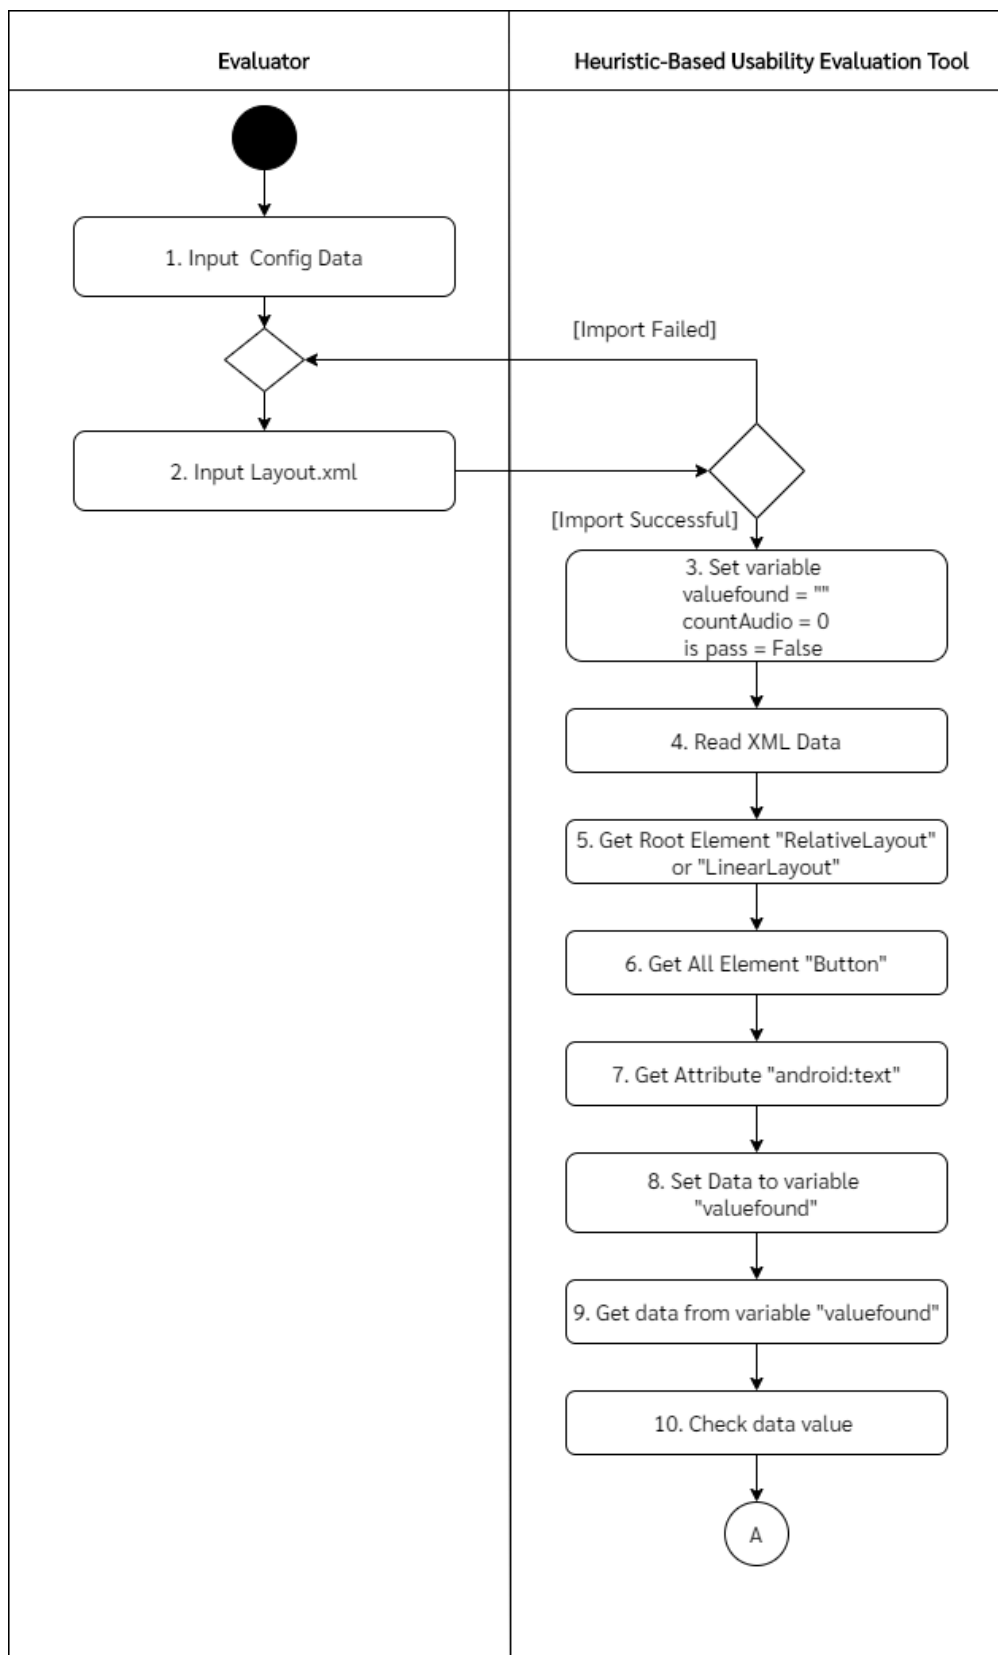 Evaluator
Heuristic-Based Usability Evaluation Tool
1. Input  Config Data
[Import Failed]
2. Input Layout.xml
[Import Successful]
3. Set variable
valuefound = ""
countAudio = 0
is pass = False
4. Read XML Data
5. Get Root Element "RelativeLayout"
or "LinearLayout"
6. Get All Element "Button"
7. Get Attribute "android:text"
8. Set Data to variable
"valuefound"
9. Get data from variable "valuefound"
10. Check data value
A